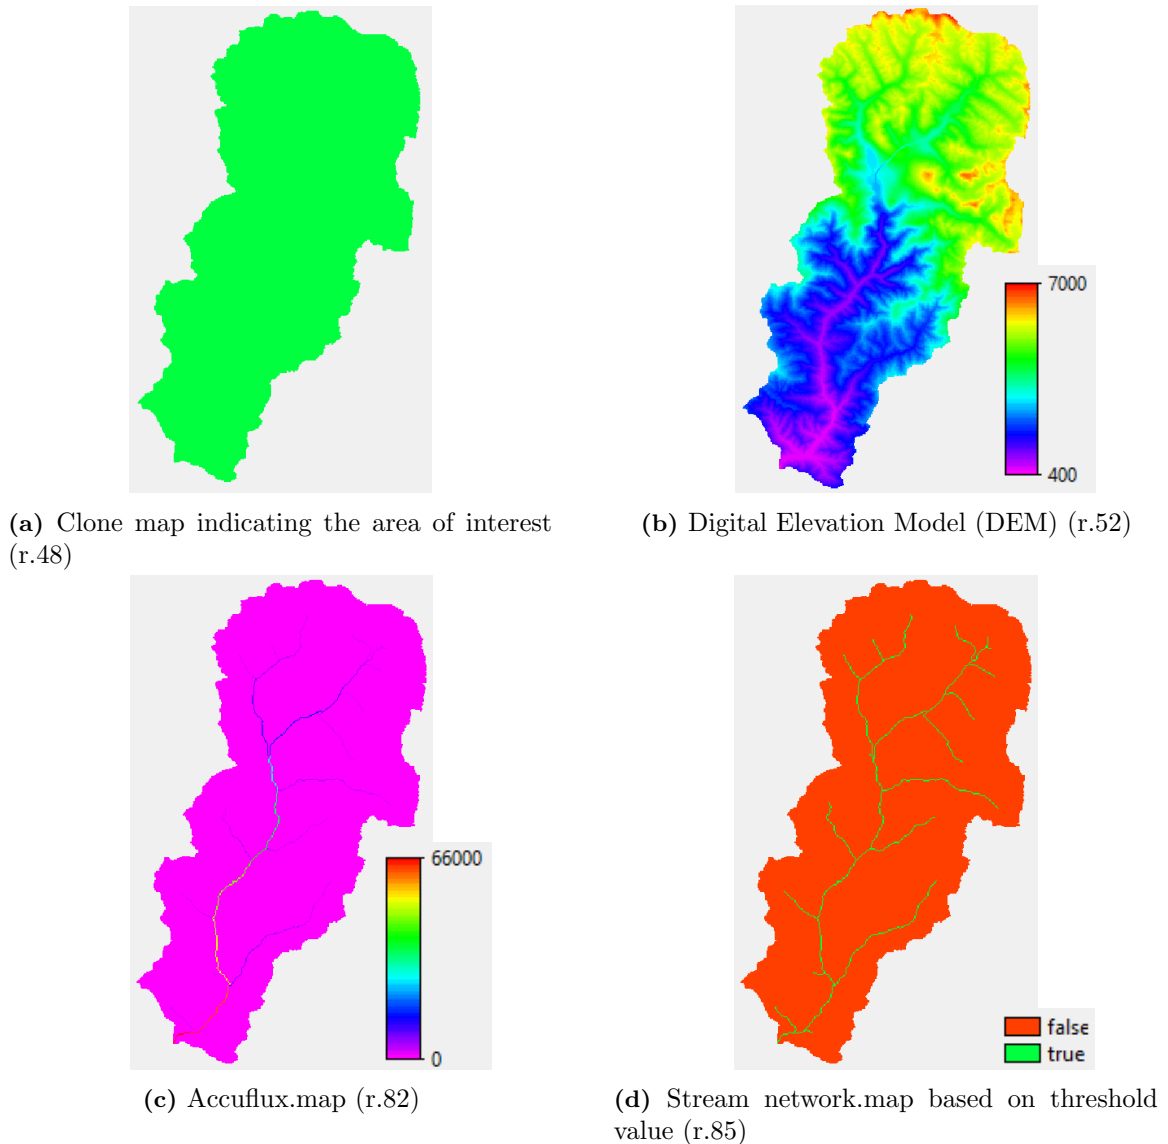 7000
400
(a) Clone map indicating the area of interest
(r.48)
(b) Digital Elevation Model (DEM) (r.52)
66000
0
false
true
(c) Accuflux.map (r.82)
(d) Stream network.map based on threshold
value (r.85)